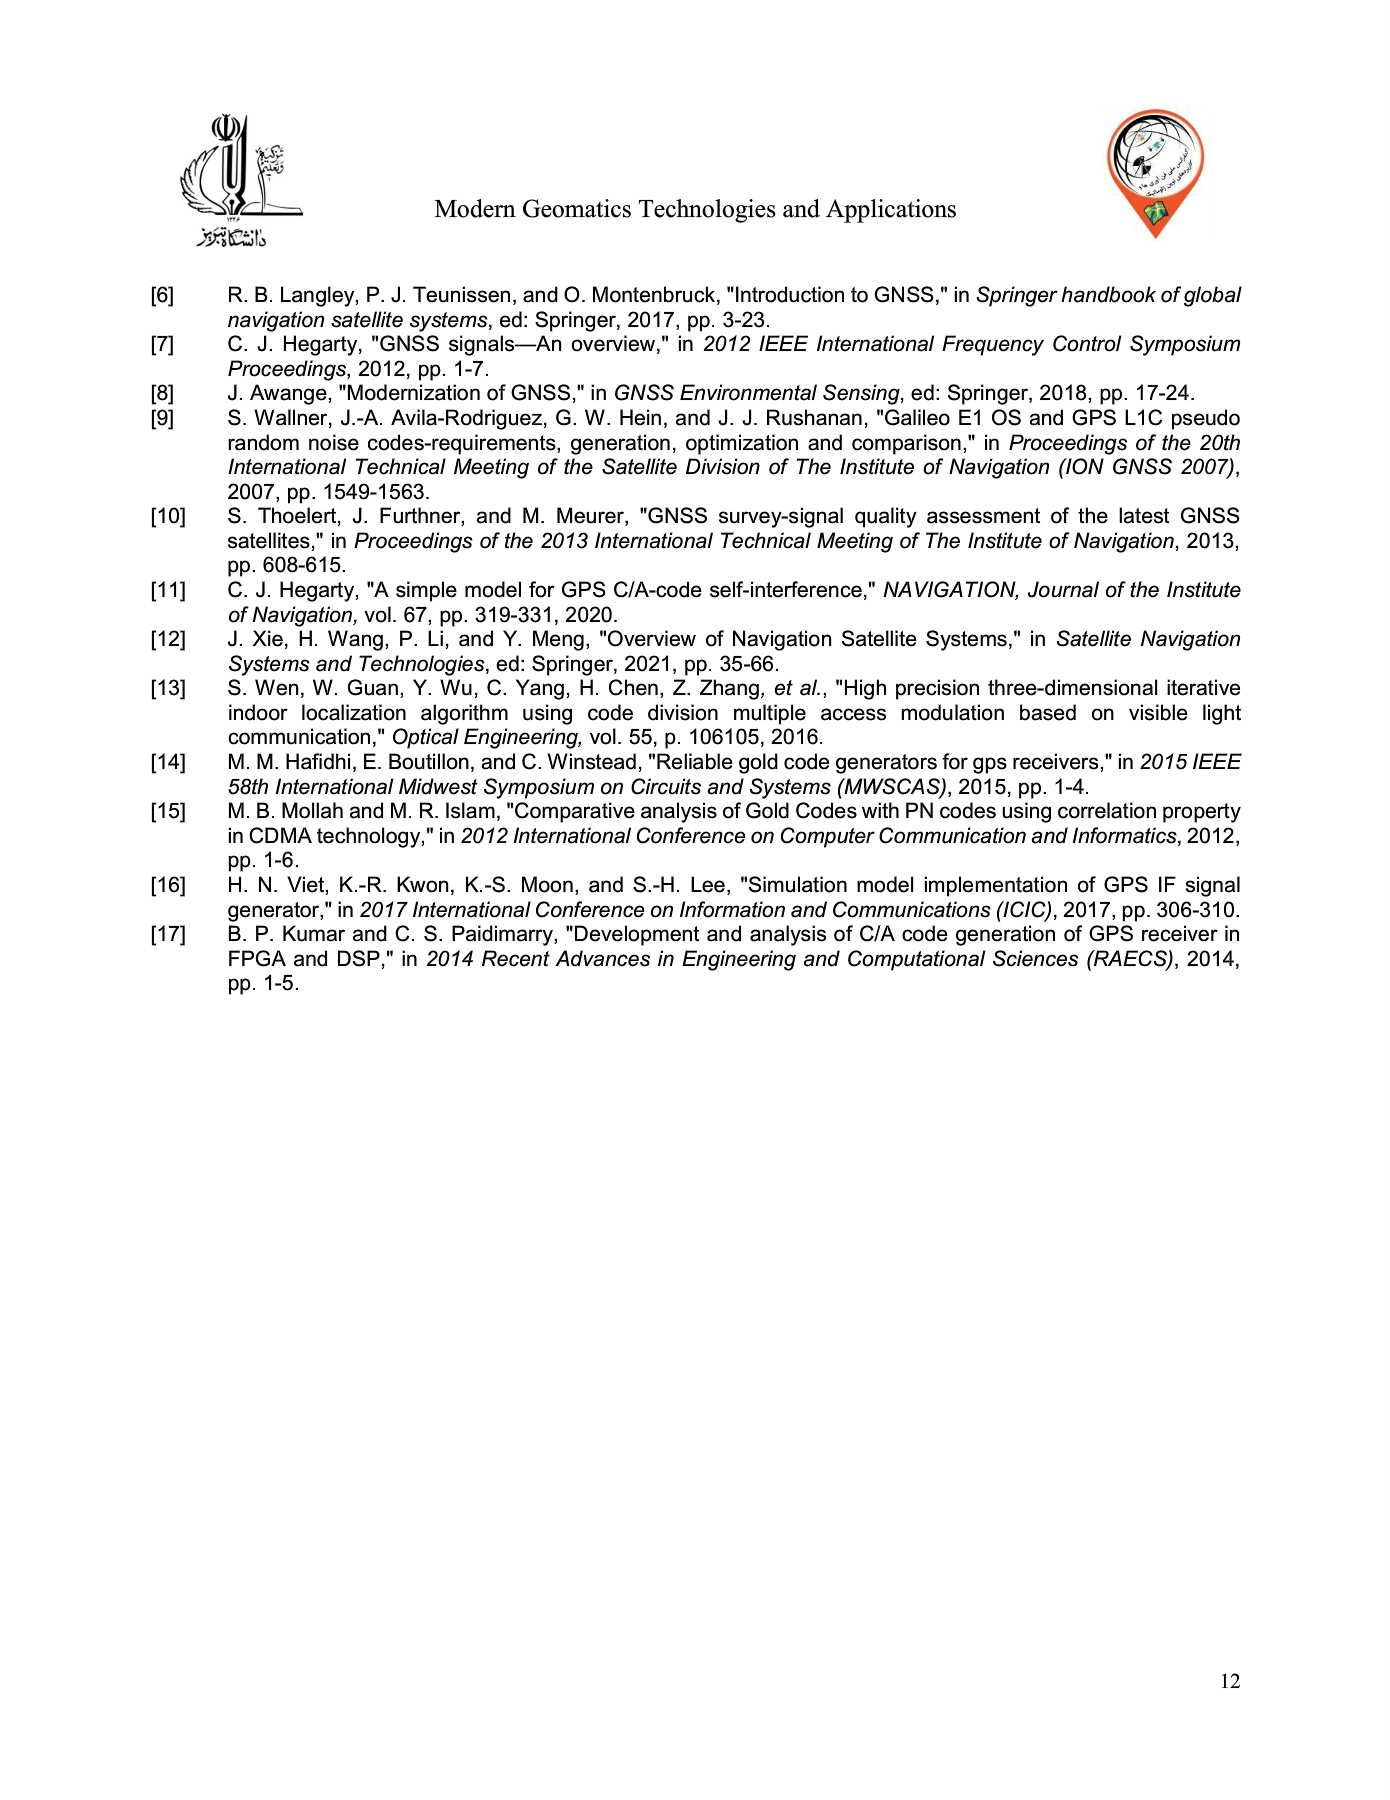 تزکیه
وتعلیم
۱۳۲۶
دانشگاه تبریز
کنفرانس ملی فن آوری های
کاربردهای نوین ژئوماتیک
Modern Geomatics Technologies and Applications
[6] R. B. Langley, P. J. Teunissen, and O. Montenbruck, "Introduction to GNSS," in Springer handbook of global
navigation satellite systems, ed: Springer, 2017, pp. 3-23.
[7] C. J. Hegarty, "GNSS signals—An overview," in 2012 IEEE International Frequency Control Symposium
Proceedings, 2012, pp. 1-7.
[8] J. Awange, "Modernization of GNSS," in GNSS Environmental Sensing, ed: Springer, 2018, pp. 17-24.
[9] S. Wallner, J.-A. Avila-Rodriguez, G. W. Hein, and J. J. Rushanan, "Galileo E1 OS and GPS L1C pseudo
random noise codes-requirements, generation, optimization and comparison," in Proceedings of the 20th
International Technical Meeting of the Satellite Division of The Institute of Navigation (ION GNSS 2007),
2007, pp. 1549-1563.
[10] S. Thoelert, J. Furthner, and M. Meurer, "GNSS survey-signal quality assessment of the latest GNSS
satellites," in Proceedings of the 2013 International Technical Meeting of The Institute of Navigation, 2013,
pp. 608-615.
[11] C. J. Hegarty, "A simple model for GPS C/A-code self-interference," NAVIGATION, Journal of the Institute
of Navigation, vol. 67, pp. 319-331, 2020.
[12] J. Xie, H. Wang, P. Li, and Y. Meng, "Overview of Navigation Satellite Systems," in Satellite Navigation
Systems and Technologies, ed: Springer, 2021, pp. 35-66.
[13] S. Wen, W. Guan, Y. Wu, C. Yang, H. Chen, Z. Zhang, et al., "High precision three-dimensional iterative
indoor localization algorithm using code division multiple access modulation based on visible light
communication," Optical Engineering, vol. 55, p. 106105, 2016.
[14] M. M. Hafidhi, E. Boutillon, and C. Winstead, "Reliable gold code generators for gps receivers," in 2015 IEEE
58th International Midwest Symposium on Circuits and Systems (MWSCAS), 2015, pp. 1-4.
[15] M. B. Mollah and M. R. Islam, "Comparative analysis of Gold Codes with PN codes using correlation property
in CDMA technology," in 2012 International Conference on Computer Communication and Informatics, 2012,
pp. 1-6.
[16] H. N. Viet, K.-R. Kwon, K.-S. Moon, and S.-H. Lee, "Simulation model implementation of GPS IF signal
generator," in 2017 International Conference on Information and Communications (ICIC), 2017, pp. 306-310.
[17] B. P. Kumar and C. S. Paidimarry, "Development and analysis of C/A code generation of GPS receiver in
FPGA and DSP," in 2014 Recent Advances in Engineering and Computational Sciences (RAECS), 2014,
pp. 1-5.
12